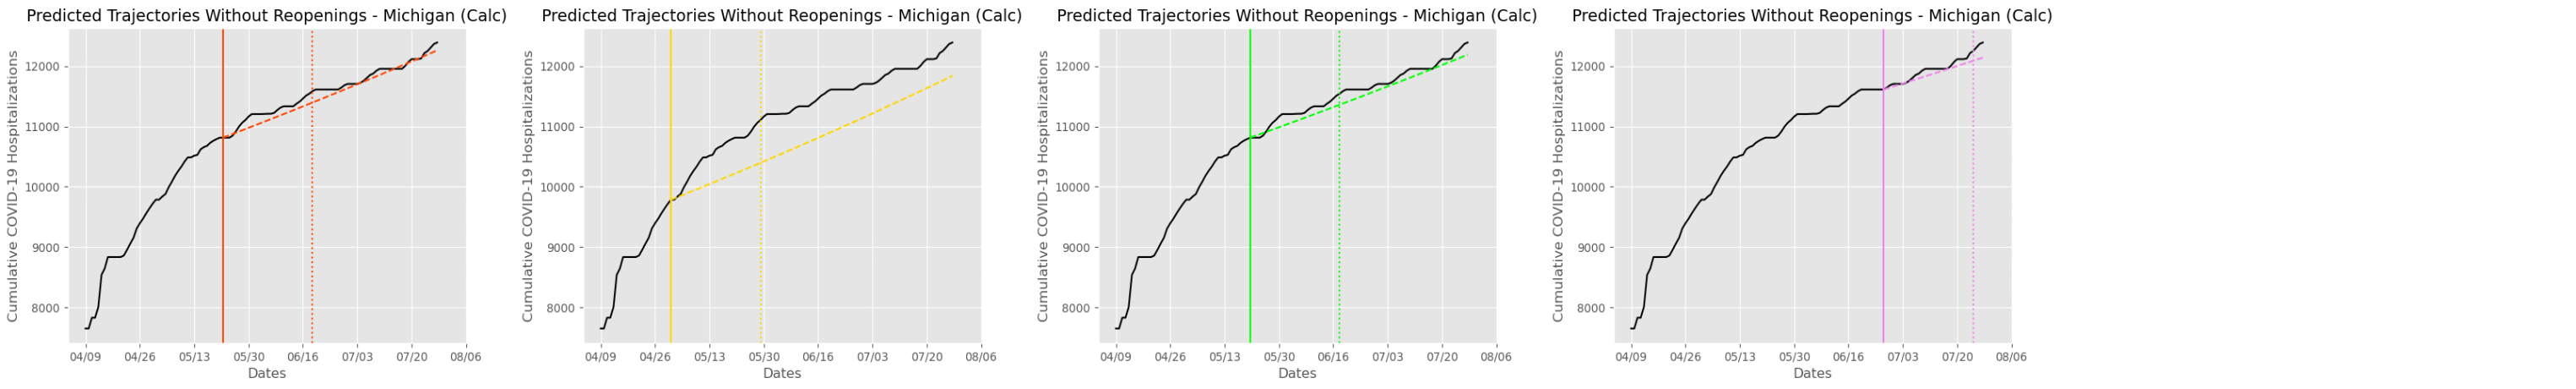 Predicted Trajectories Without Reopenings - Michigan (Calc)
Cumulative COVID-19 Hospitalizations
12000
11000
10000
9000
8000
04/09 04/26 05/13 05/30 06/16 07/03 07/20 08/06
Dates
Predicted Trajectories Without Reopenings - Michigan (Calc)
Cumulative COVID-19 Hospitalizations
12000
11000
10000
9000
8000
04/09 04/26 05/13 05/30 06/16 07/03 07/20 08/06
Dates
Predicted Trajectories Without Reopenings - Michigan (Calc)
Cumulative COVID-19 Hospitalizations
12000
11000
10000
9000
8000
04/09 04/26 05/13 05/30 06/16 07/03 07/20 08/06
Dates
Predicted Trajectories Without Reopenings - Michigan (Calc)
Cumulative COVID-19 Hospitalizations
12000
11000
10000
9000
8000
04/09 04/26 05/13 05/30 06/16 07/03 07/20 08/06
Dates